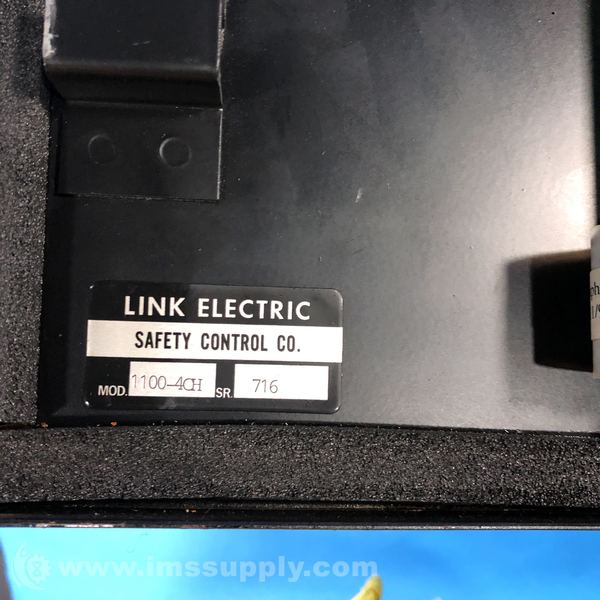 LINK ELECTRIC
SAFETY CONTROL CO.
MOD. 1100-4CH SR. 716
www.imssupply.com